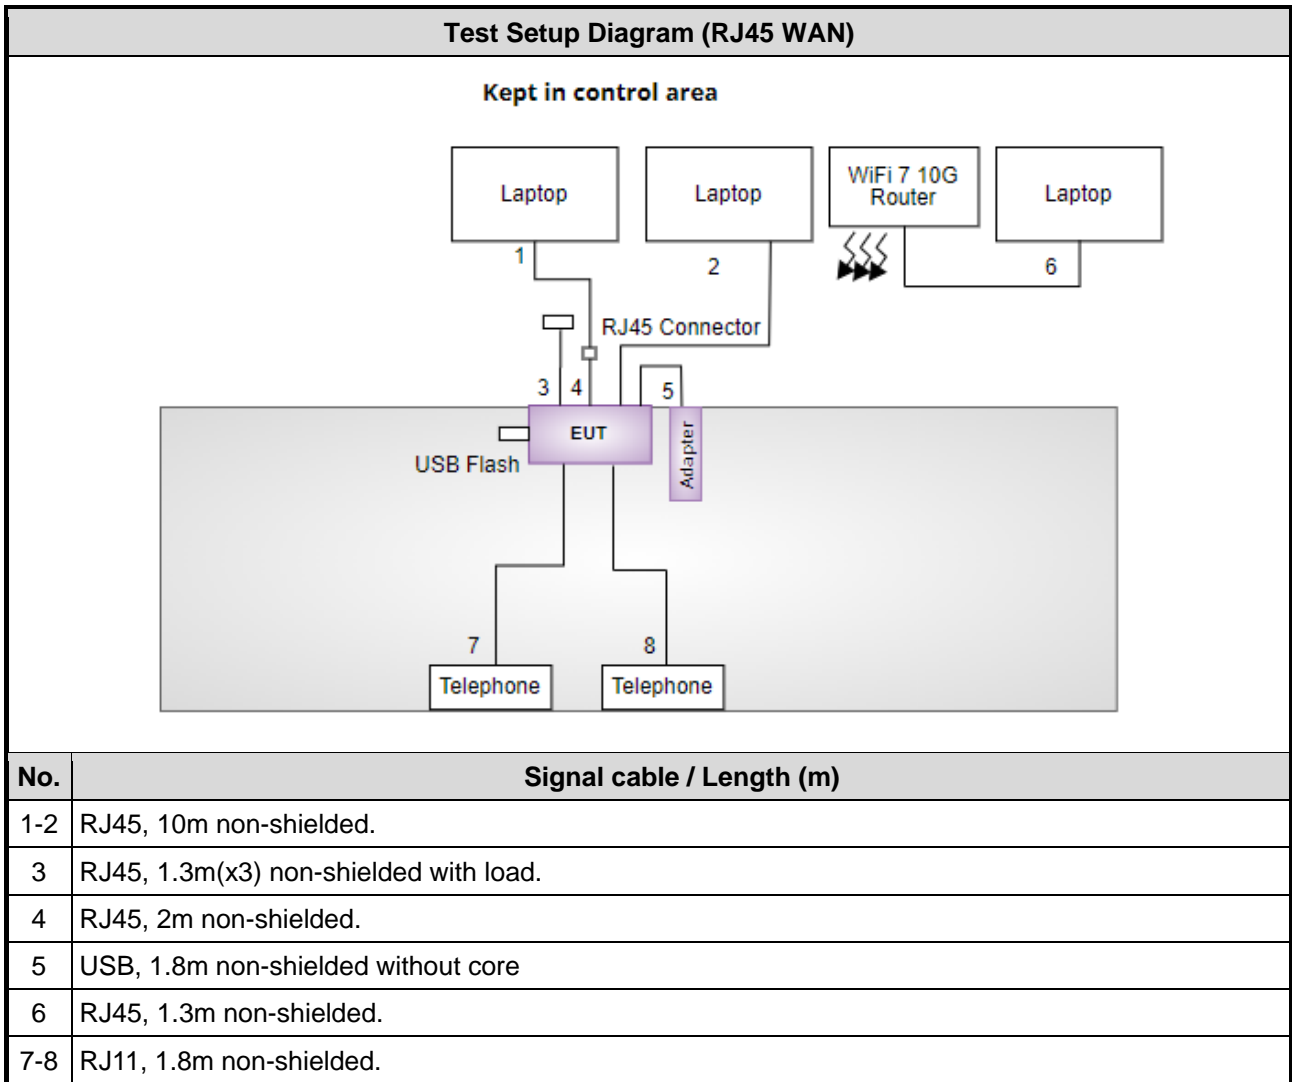 Test Setup Diagram (RJ45 WAN)
Kept in control area
Laptop
Laptop
WiFi 7 10G
Router
Laptop
1
2
6
RJ45 Connector
3
4
5
EUT
USB Flash
Adapter
7
8
Telephone
Telephone
No. Signal cable / Length (m)
1-2 RJ45, 10m non-shielded.
3 RJ45, 1.3m(x3) non-shielded with load.
4 RJ45, 2m non-shielded.
5 USB, 1.8m non-shielded without core
6 RJ45, 1.3m non-shielded.
7-8 RJ11, 1.8m non-shielded.